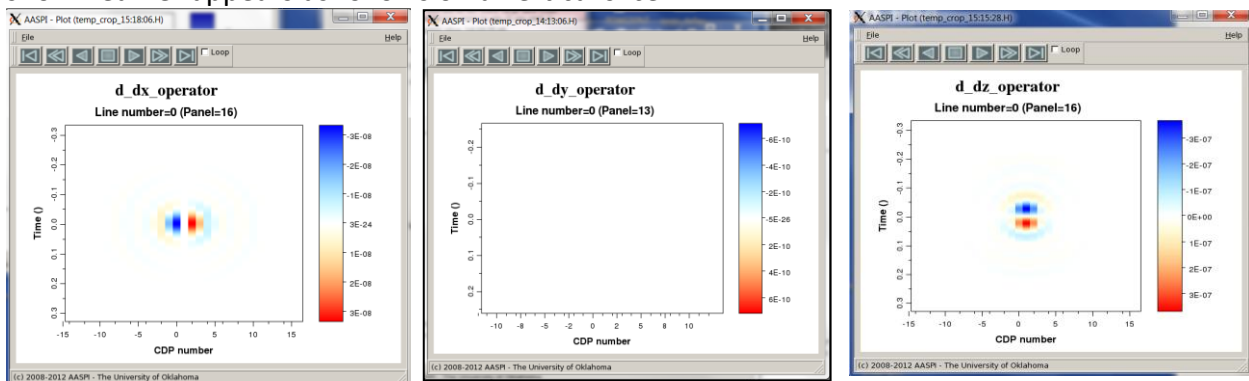 AASPI - Plot (temp_crop_15:18:06.H)
File Help
Loop
d_dx_operator
Line number=0 (Panel=16)
-0.3
-0.2
-0.1
0.0
0.1
0.2
0.3
Time ()
-15 -10 -5 0 5 10 15
CDP number
-3E-08
-2E-08
-1E-08
3E-24
1E-08
2E-08
3E-08
(c) 2008-2012 AASPI - The University of Oklahoma
AASPI - Plot (temp_crop_14:13:06.H)
File Help
Loop
d_dy_operator
Line number=0 (Panel=13)
-0.2
-0.1
0.0
0.1
0.2
Time ()
-10 -8 -5 -2 0 2 5 8 10
CDP number
-6E-10
-4E-10
-2E-10
-5E-26
2E-10
4E-10
6E-10
(c) 2008-2012 AASPI - The University of Oklahoma
AASPI - Plot (temp_crop_15:15:28.H)
File Help
Loop
d_dz_operator
Line number=0 (Panel=16)
-0.3
-0.2
-0.1
0.0
0.1
0.2
0.3
Time ()
-15 -10 -5 0 5 10 15
CDP number
-3E-07
-2E-07
-1E-07
0E+00
1E-07
2E-07
3E-07
(c) 2008-2012 AASPI - The University of Oklahoma